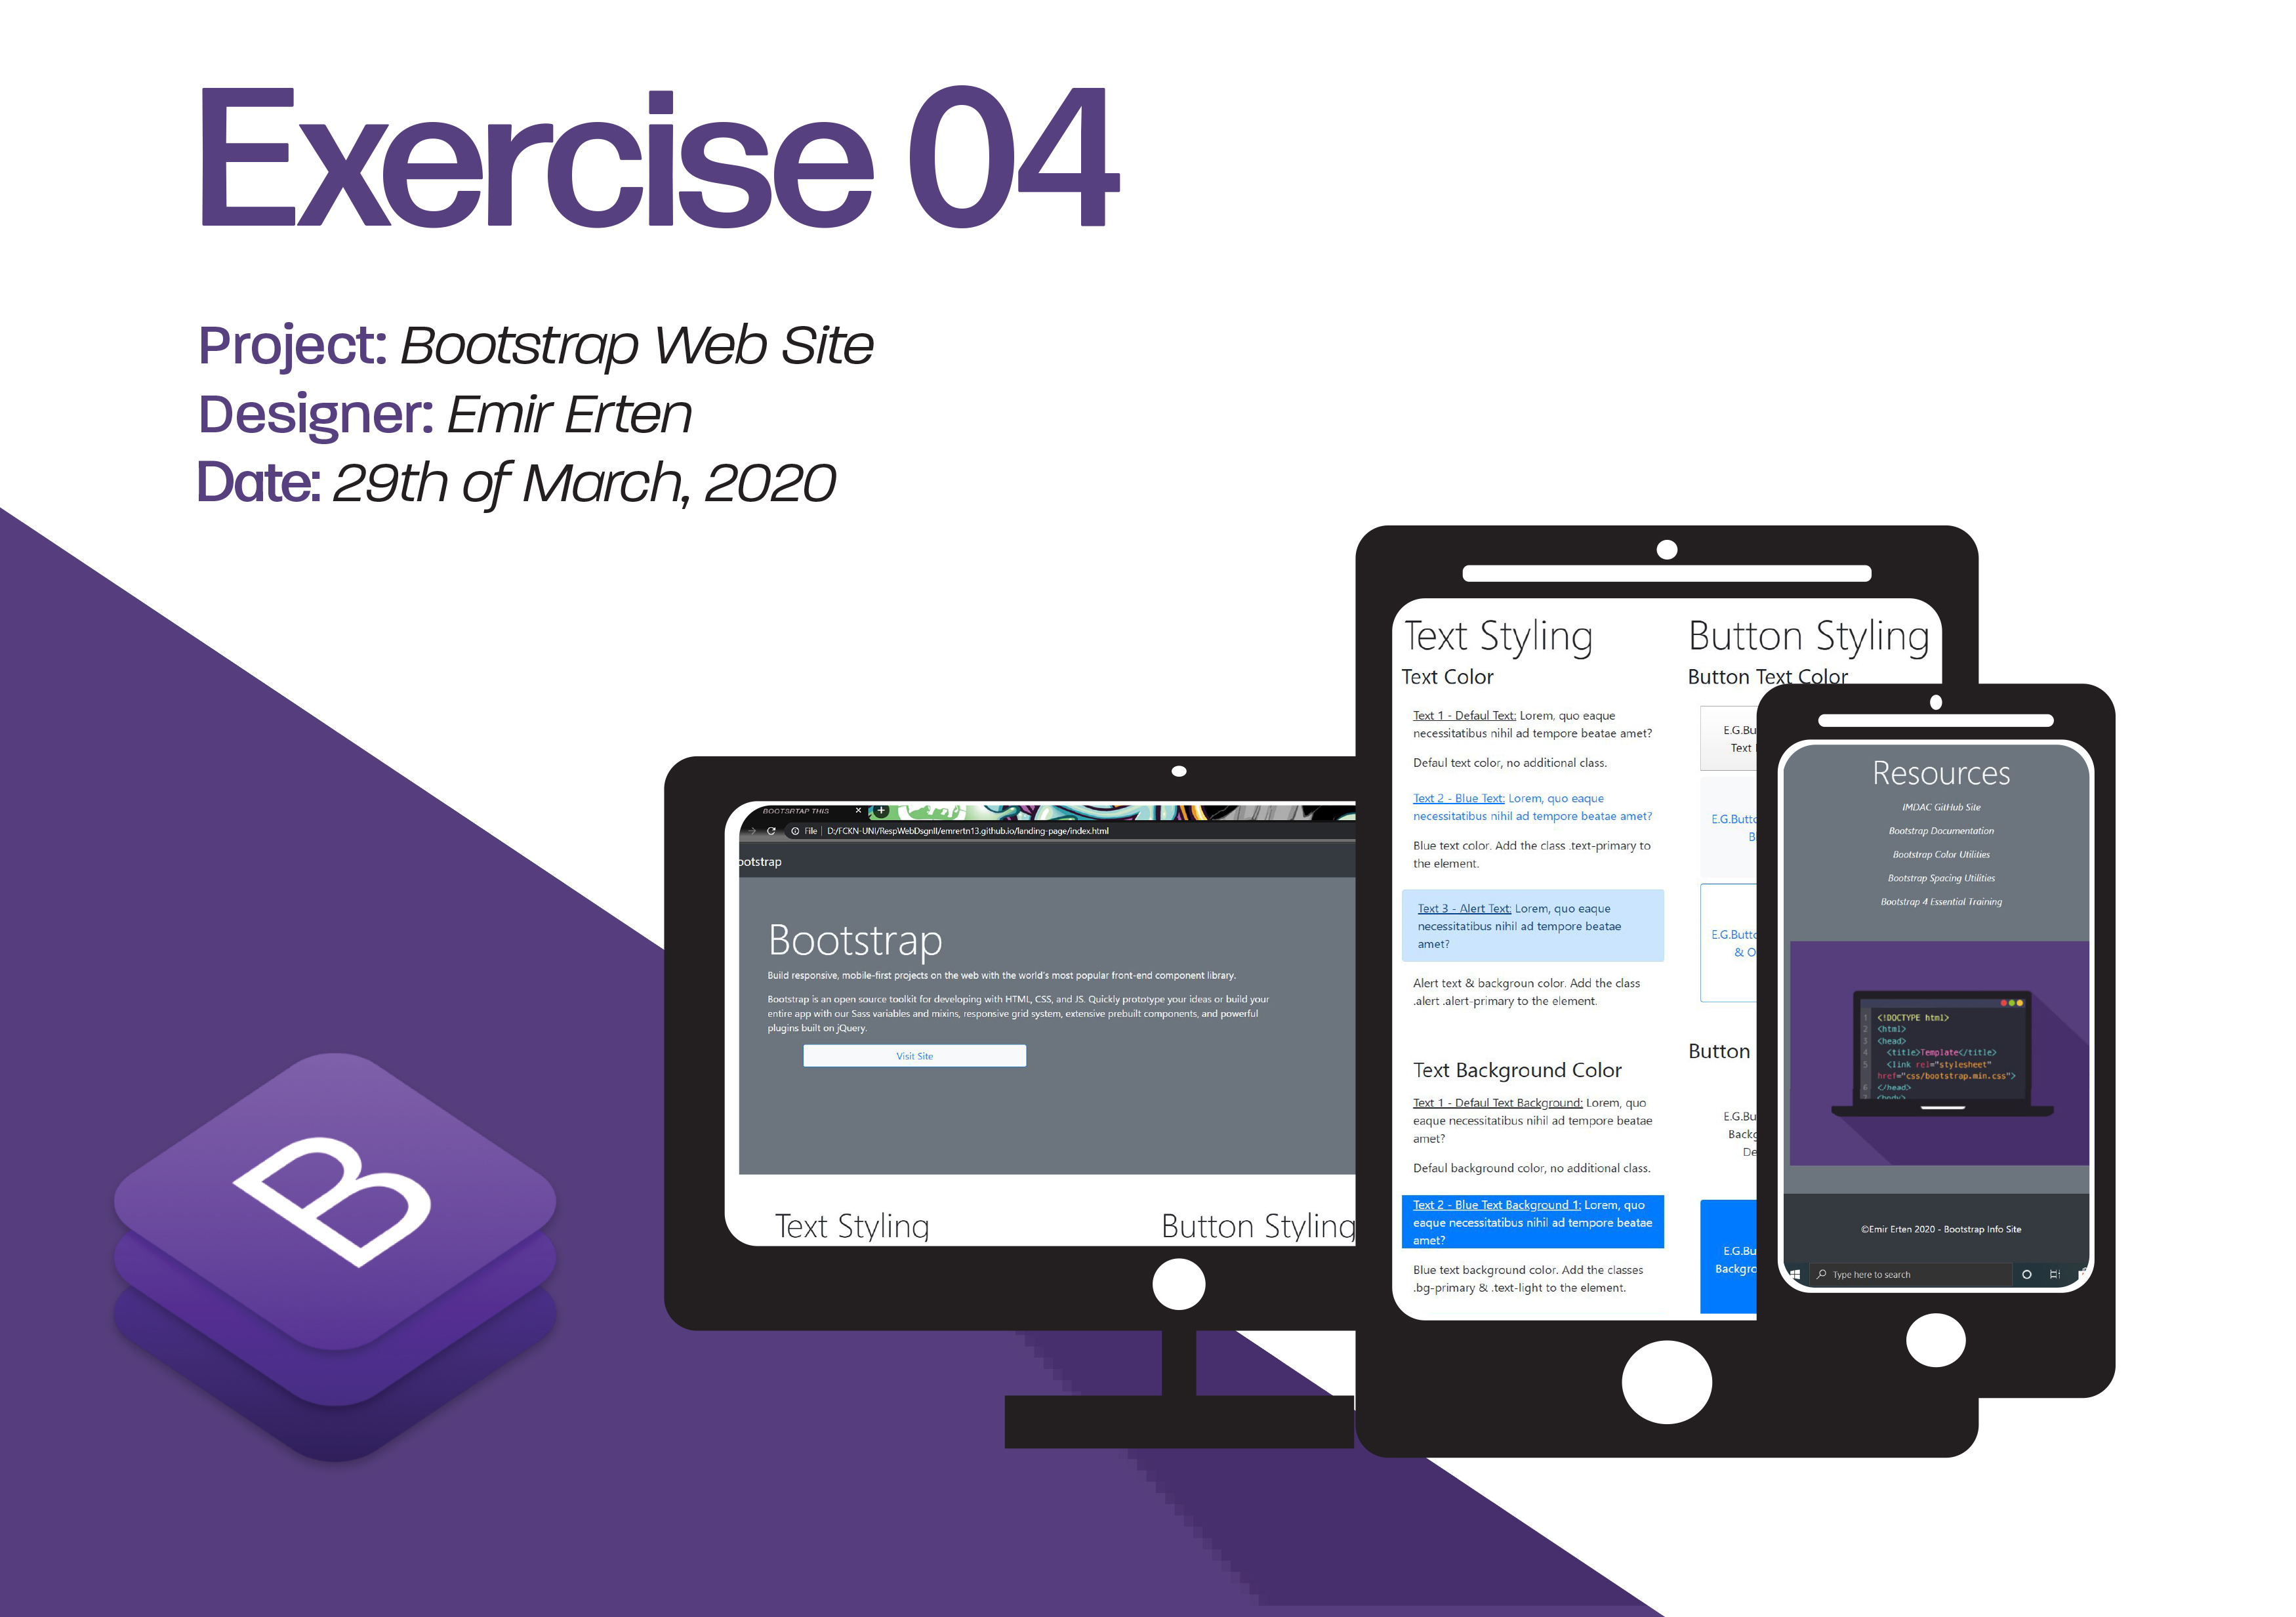 Exercise 04
Project: Bootstrap Web Site
Designer: Emir Erten
Date: 29th of March, 2020
B
BOOTSRTAP THIS
File | D:/FCKN-UNI/RespWebDsgnII/emrertn13.github.io/landing-page/index.html
ootstrap
Bootstrap
Build responsive, mobile-first projects on the web with the world's most popular front-end component library.
Bootstrap is an open source toolkit for developing with HTML, CSS, and JS. Quickly prototype your ideas or build your
entire app with our Sass variables and mixins, responsive grid system, extensive prebuilt components, and powerful
plugins built on jQuery.
Visit Site
Text Styling
Button Styling
Text Styling
Text Color
Text 1 - Defaul Text: Lorem, quo eaque
necessitatibus nihil ad tempore beatae amet?
Defaul text color, no additional class.
Text 2 - Blue Text: Lorem, quo eaque
necessitatibus nihil ad tempore beatae amet?
Blue text color. Add the class .text-primary to
the element.
Text 3 - Alert Text: Lorem, quo eaque
necessitatibus nihil ad tempore beatae
amet?
Alert text & backgroun color. Add the class
.alert .alert-primary to the element.
Text Background Color
Text 1 - Defaul Text Background: Lorem, quo
eaque necessitatibus nihil ad tempore beatae
amet?
Defaul background color, no additional class.
Text 2 - Blue Text Background 1: Lorem, quo
eaque necessitatibus nihil ad tempore beatae
amet?
Blue text background color. Add the classes
.bg-primary & .text-light to the element.
Button Styling
Button Text Color
E.G.Bu
Text
E.G.Butto
B
E.G.Butto
& O
Button
E.G.Bu
Backg
De
E.G.Bu
Backgro
Resources
IMDAC GitHub Site
Bootstrap Documentation
Bootstrap Color Utilities
Bootstrap Spacing Utilities
Bootstrap 4 Essential Training
1 <!DOCTYPE html>
2 <html>
3 <head>
4 <title>Template</title>
5 <link rel="stylesheet"
href="css/bootstrap.min.css">
6 </head>
7 <body>
©Emir Erten 2020 - Bootstrap Info Site
Type here to search